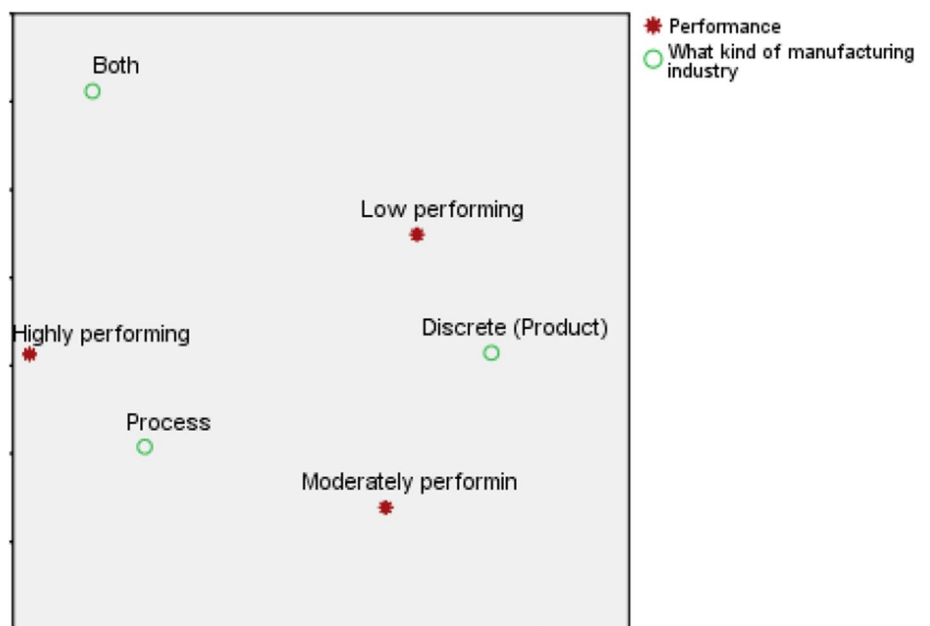 Performance
What kind of manufacturing
industry
Both
Low performing
Discrete (Product)
Highly performing
Process
Moderately performin